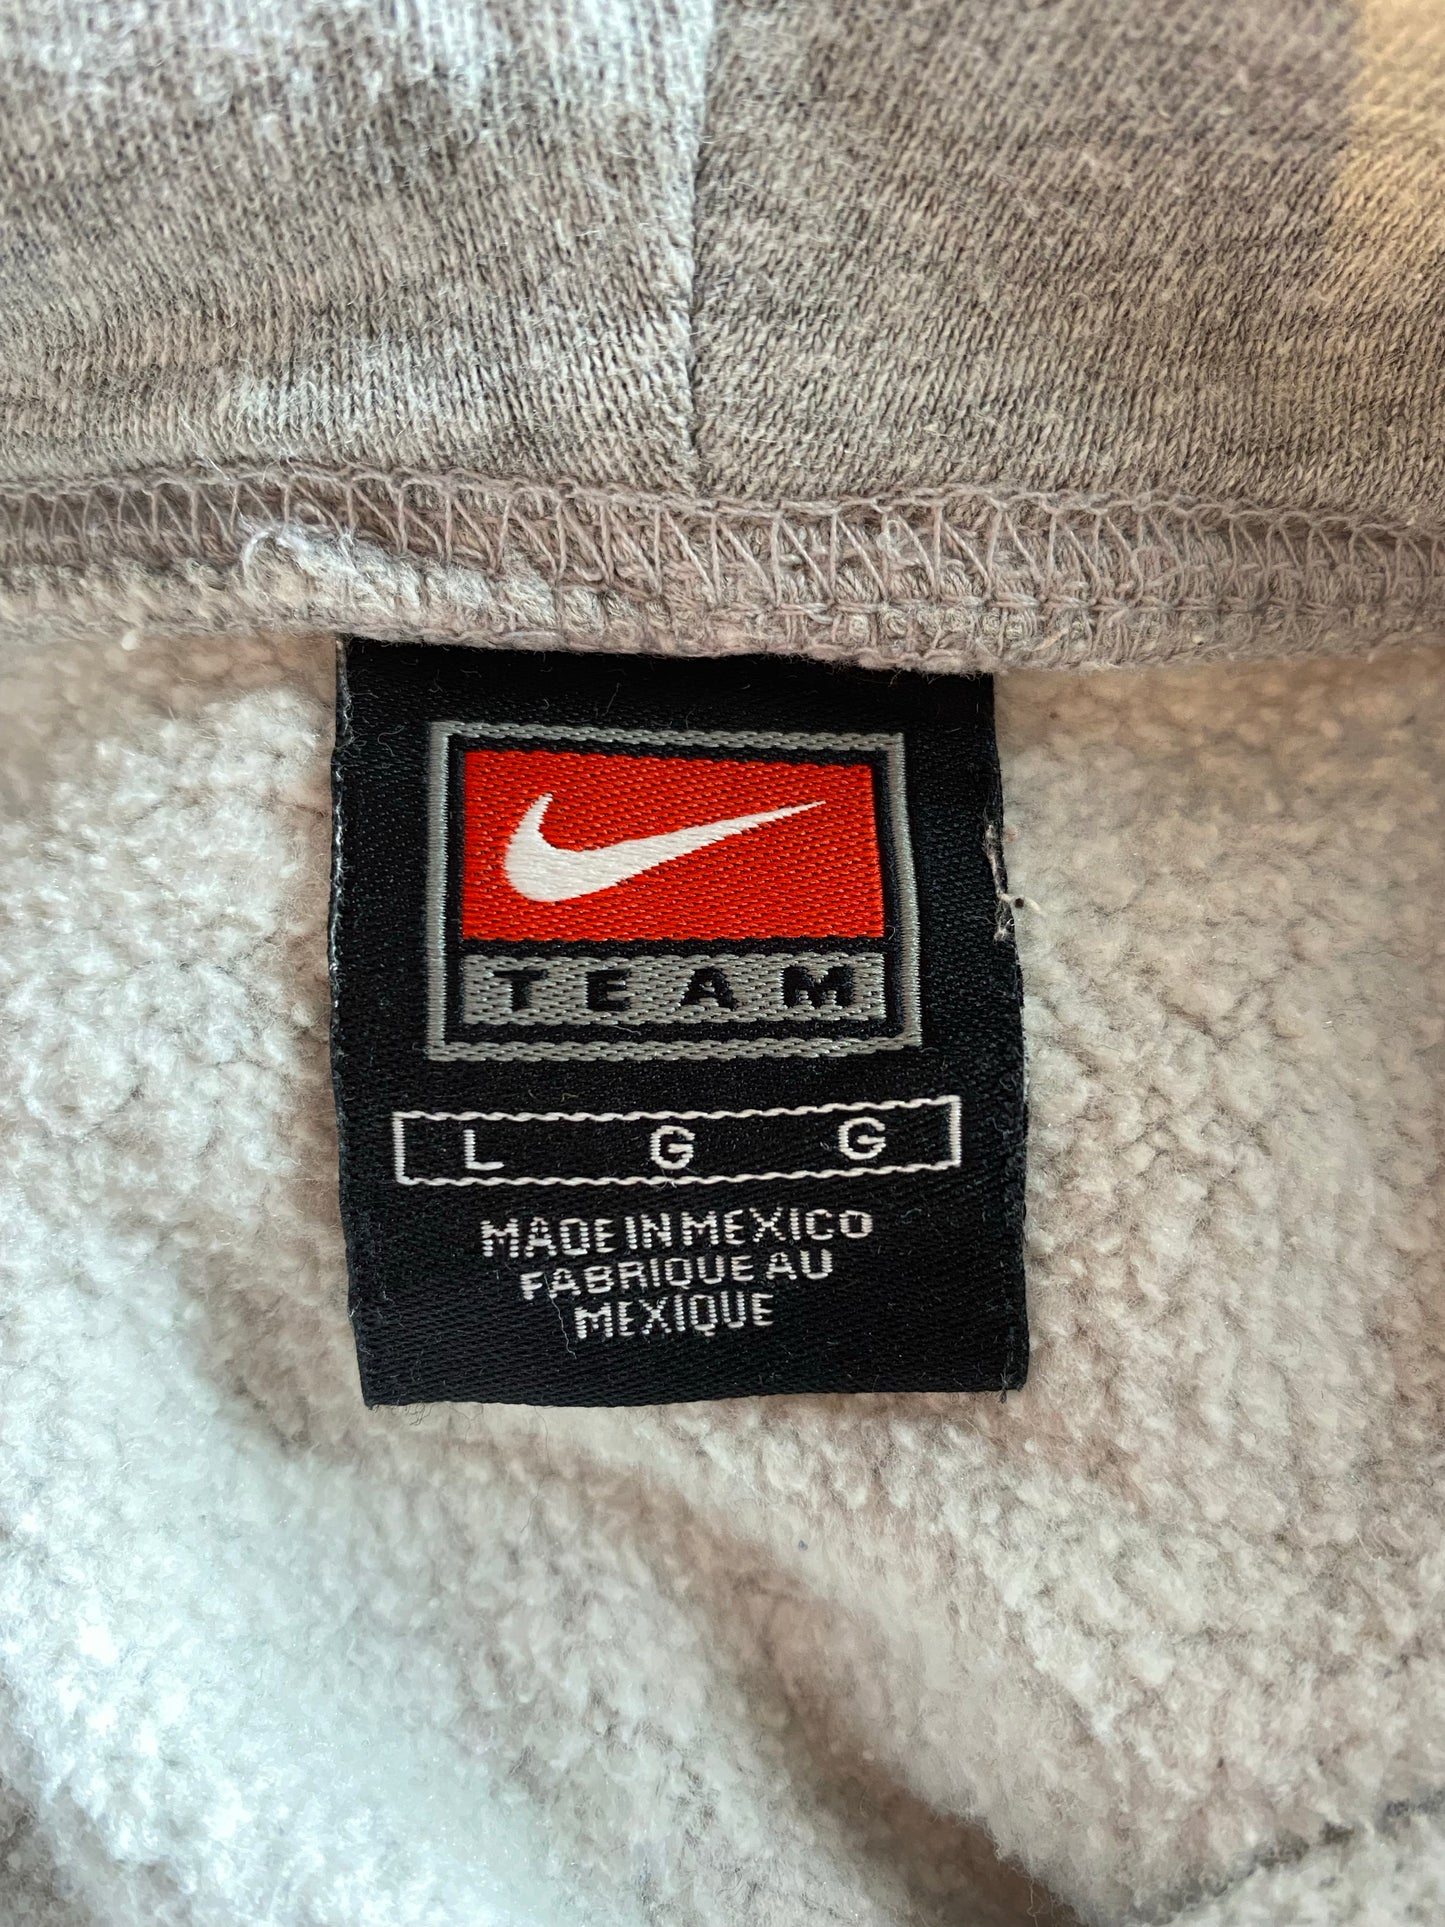 TEAM
L G G
MADE IN MEXICO
FABRIQUE AU
MEXIQUE